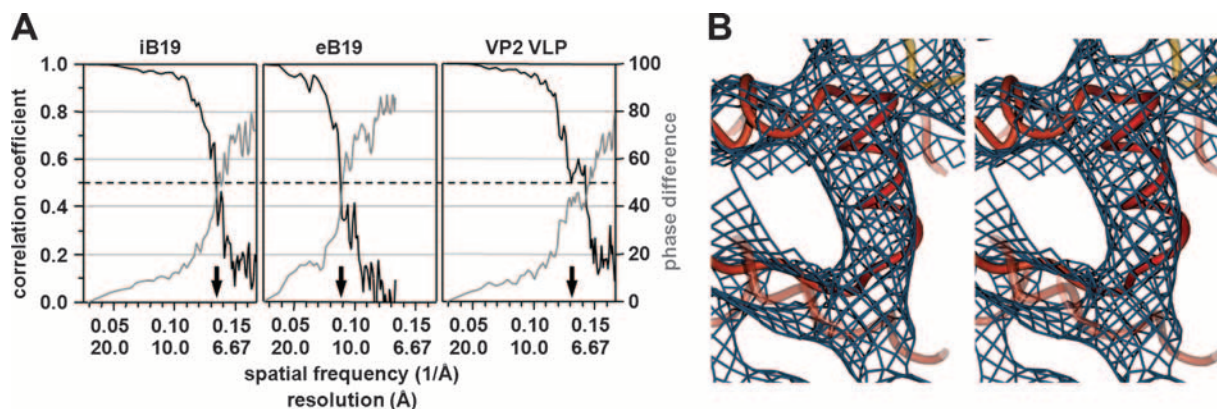 A
B
iB19
eB19
VP2 VLP
correlation coefficient
1.0
0.8
0.6
0.4
0.2
0.0
100
80
60
40
20
0
phase difference
0.05 0.10 0.15 0.05 0.10 0.15 0.05 0.10 0.15
20.0 10.0 6.67 20.0 10.0 6.67 20.0 10.0 6.67
spatial frequency (1/Å)
resolution (Å)